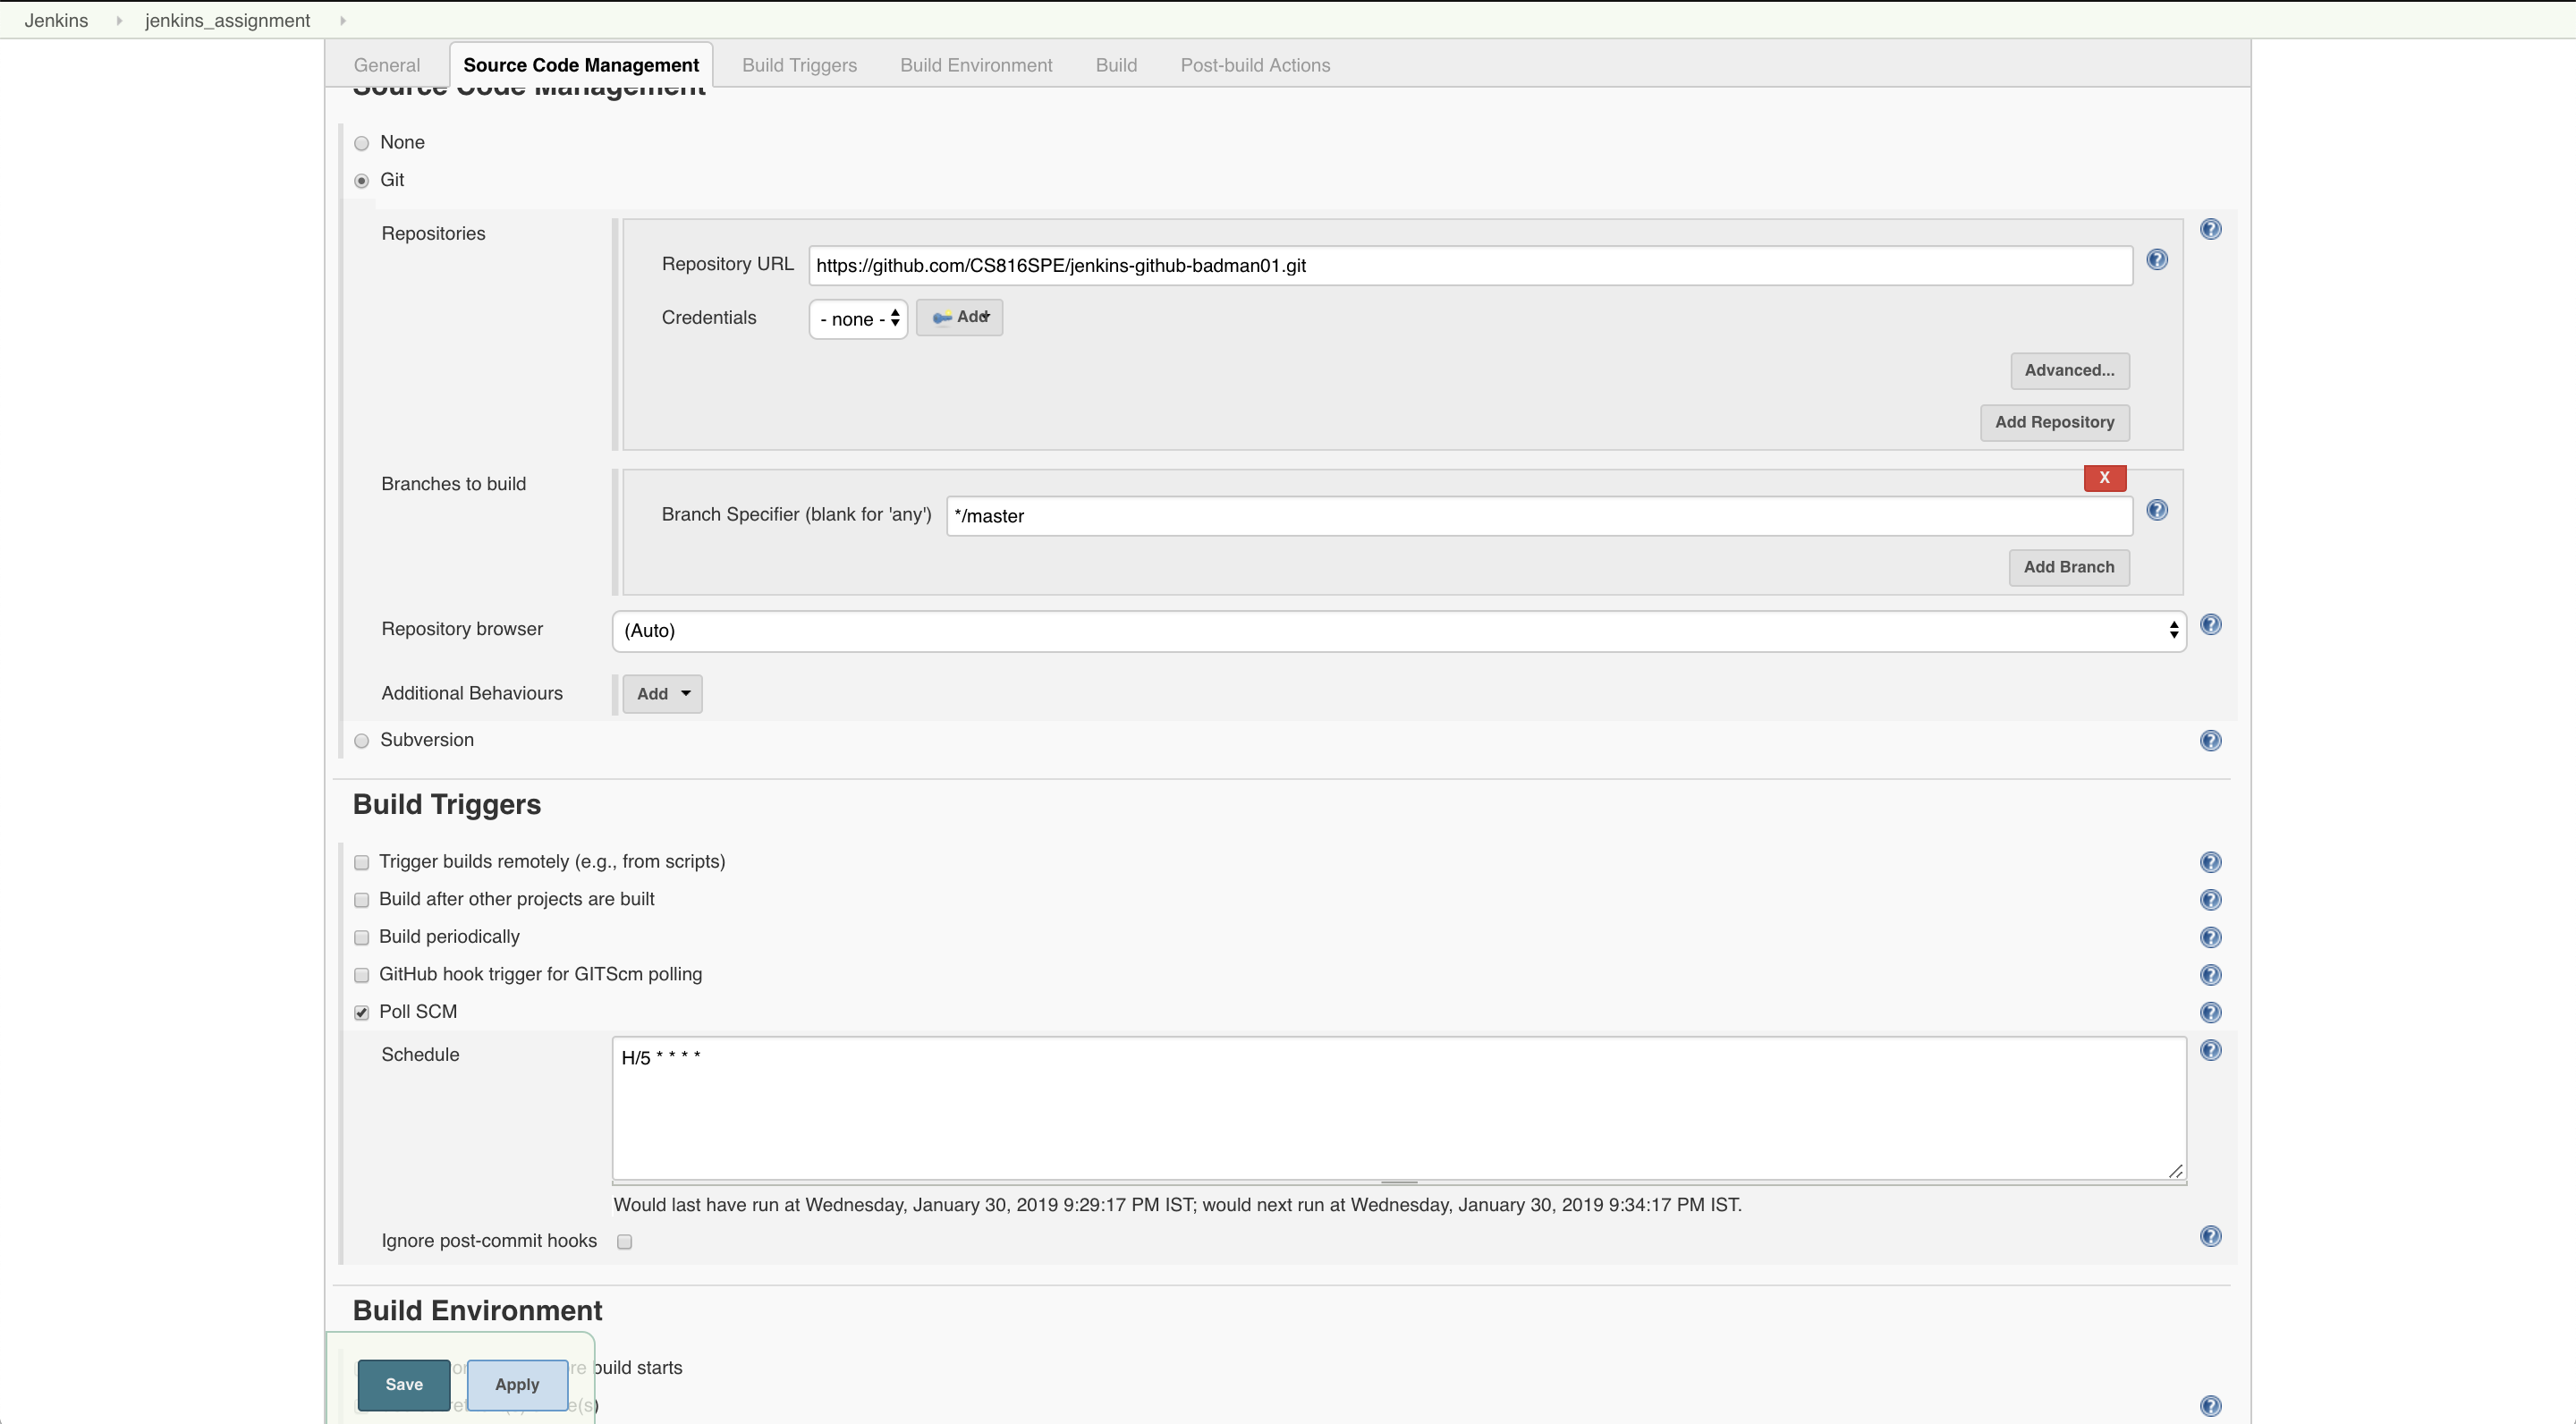 Jenkins jenkins_assignment
General Source Code Management Build Triggers Build Environment Build Post-build Actions
Source Code Management
None
Git
Repositories
Repository URL https://github.com/CS816SPE/jenkins-github-badman01.git
Credentials - none - Add
Advanced...
Add Repository
Branches to build
X
Branch Specifier (blank for 'any') */master
Add Branch
Repository browser (Auto)
Additional Behaviours Add
Subversion
Build Triggers
Trigger builds remotely (e.g., from scripts)
Build after other projects are built
Build periodically
GitHub hook trigger for GITScm polling
Poll SCM
Schedule H/5 * * * *
Would last have run at Wednesday, January 30, 2019 9:29:17 PM IST; would next run at Wednesday, January 30, 2019 9:34:17 PM IST.
Ignore post-commit hooks
Build Environment
build starts
Save Apply